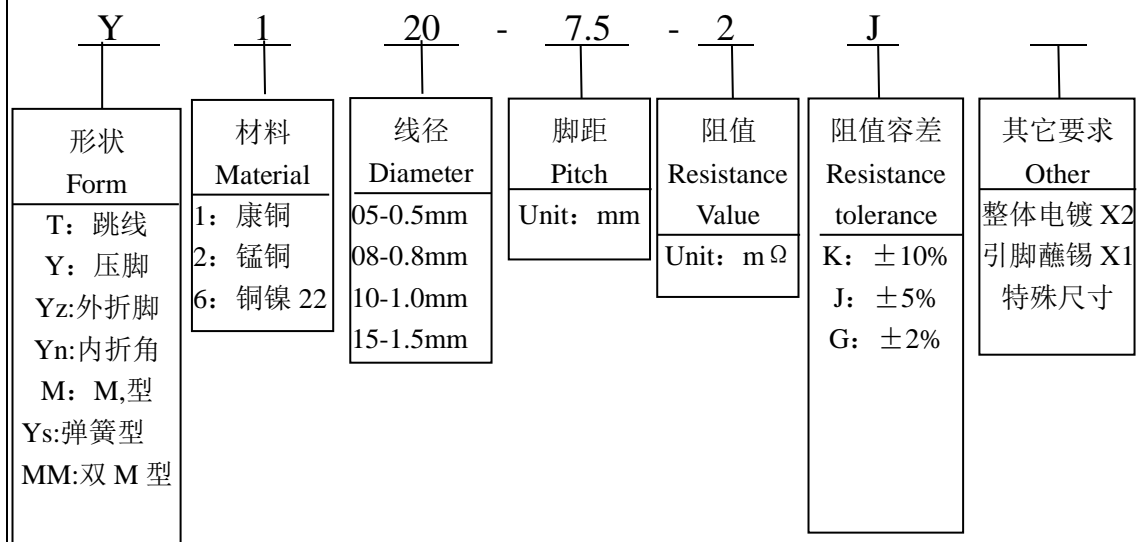 Y 1 20 - 7.5 - 2 J
形状
Form
T：跳线
Y：压脚
Yz:外折脚
Yn:内折角
M：M,型
Ys:弹簧型
MM:双 M 型
材料
Material
1：康铜
2：锰铜
6：铜镍 22
线径
Diameter
05-0.5mm
08-0.8mm
10-1.0mm
15-1.5mm
脚距
Pitch
Unit：mm
阻值
Resistance
Value
Unit：mΩ
阻值容差
Resistance
tolerance
K：±10%
J：±5%
G：±2%
其它要求
Other
整体电镀 X2
引脚蘸锡 X1
特殊尺寸